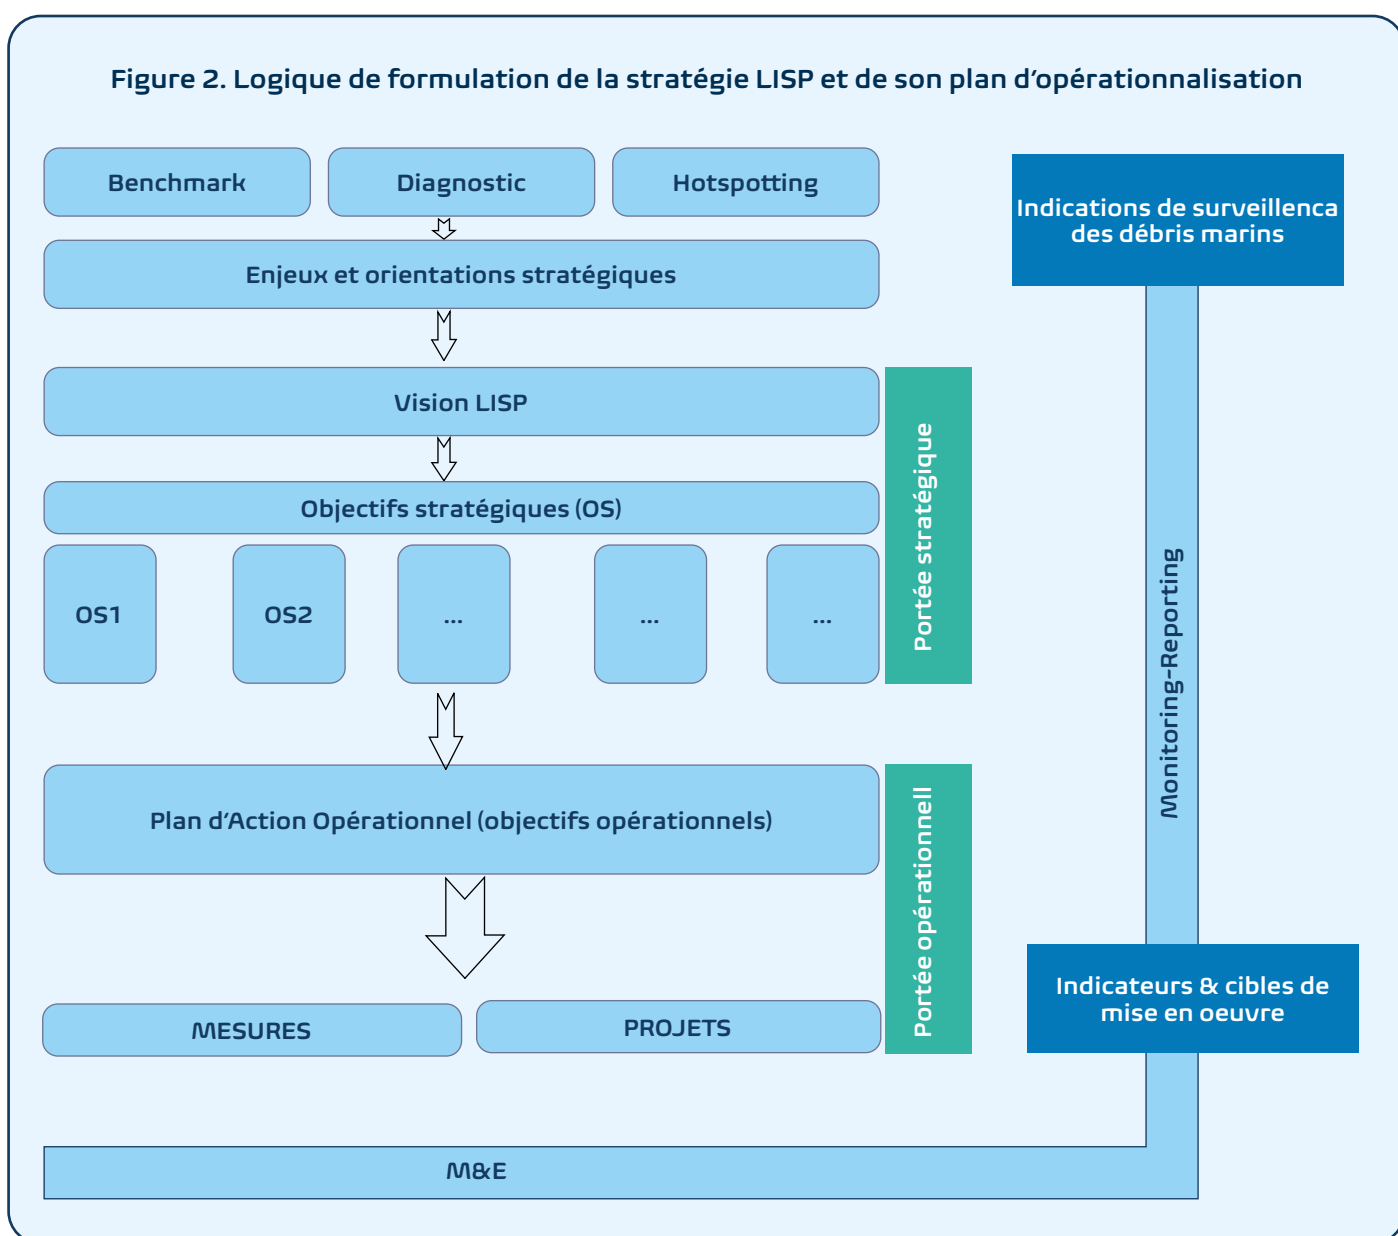 Figure 2. Logique de formulation de la stratégie LISP et de son plan d'opérationnalisation
Benchmark
Diagnostic
Hotspotting
Enjeux et orientations stratégiques
Vision LISP
Objectifs stratégiques (OS)
OS1
OS2
...
...
...
Portée stratégique
Plan d'Action Opérationnel (objectifs opérationnels)
MESURES
PROJETS
Portée opérationnell
Indications de surveillenca
des débris marins
Monitoring-Reporting
Indicateurs & cibles de
mise en oeuvre
M&E